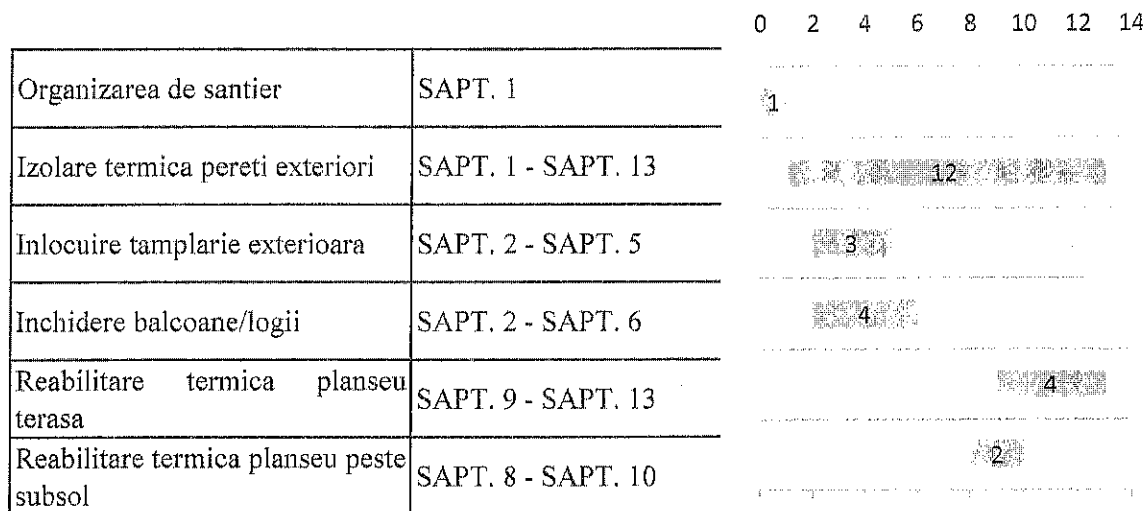 0 2 4 6 8 10 12 14
Organizarea de santier SAPT. 1 1
Izolare termica pereti exteriori SAPT. 1 - SAPT. 13 12
Inlocuire tamplarie exterioara SAPT. 2 - SAPT. 5 3
Inchidere balcoane/logii SAPT. 2 - SAPT. 6 4
Reabilitare termica planseu
terasa SAPT. 9 - SAPT. 13 4
Reabilitare termica planseu peste
subsol SAPT. 8 - SAPT. 10 2